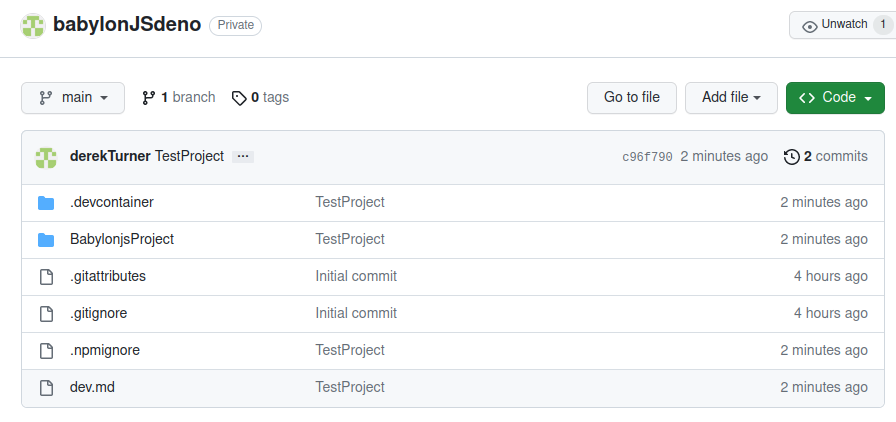 babylonJSdeno Private Unwatch 1
main 1 branch 0 tags Go to file Add file Code
derekTurner TestProject ... c96f790 2 minutes ago 2 commits
.devcontainer TestProject 2 minutes ago
BabylonjsProject TestProject 2 minutes ago
.gitattributes Initial commit 4 hours ago
.gitignore Initial commit 4 hours ago
.npmignore TestProject 2 minutes ago
dev.md TestProject 2 minutes ago